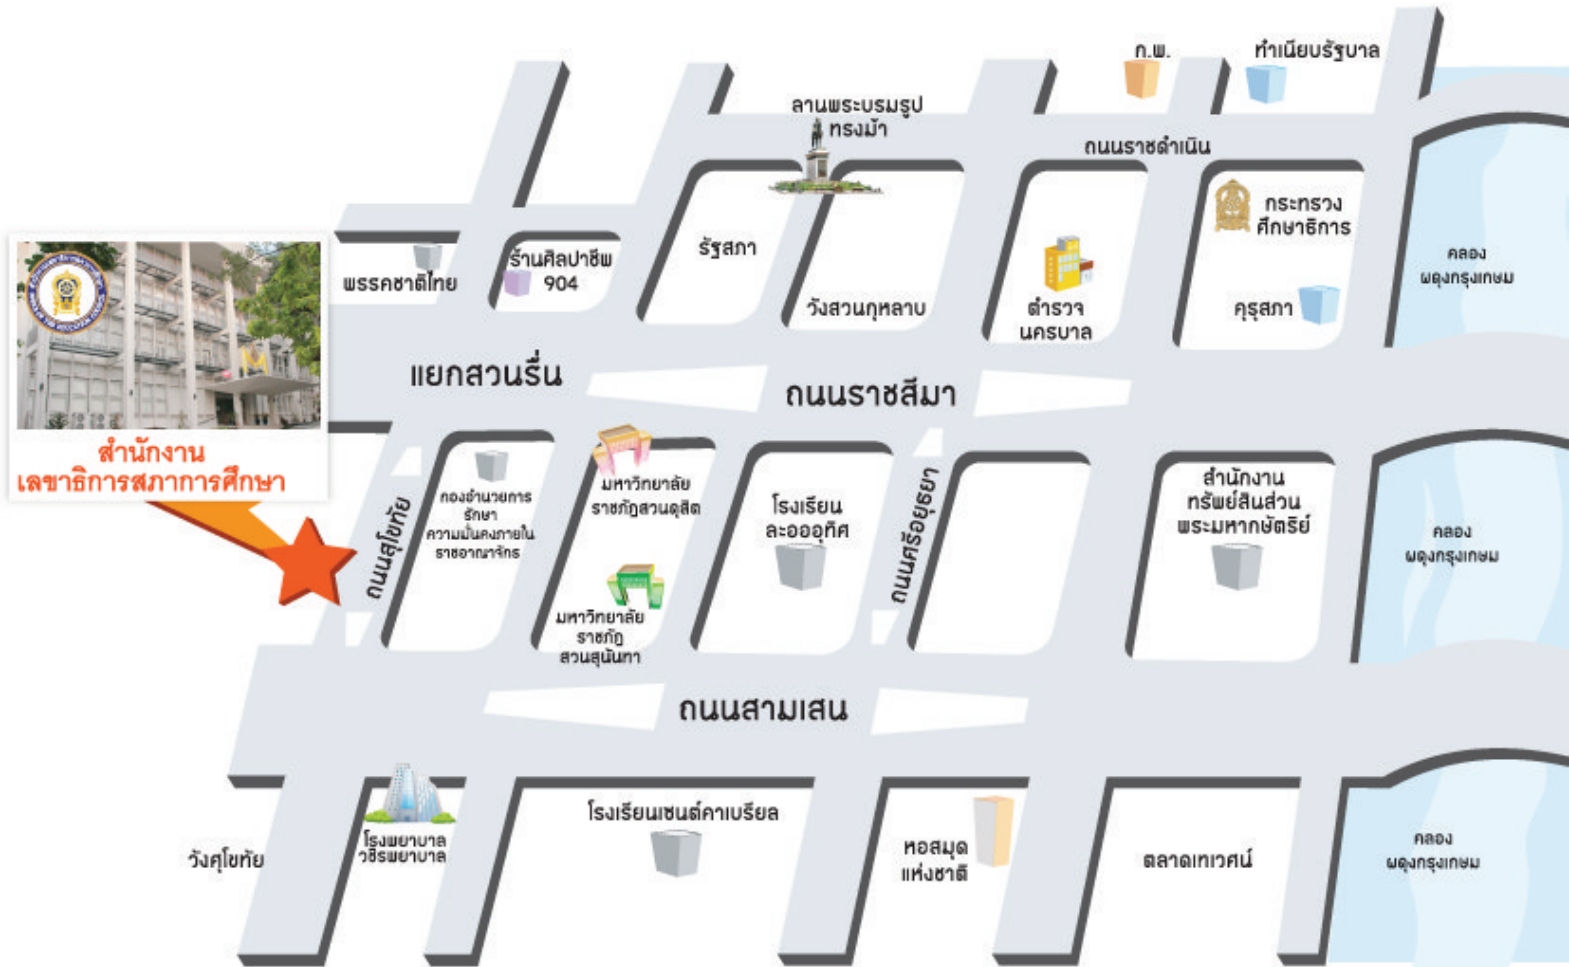 ก.พ.
ทำเนียบรัฐบาล
ลานพระบรมรูป
ทรงม้า
ถนนราชดำเนิน
กระทรวง
ศึกษาธิการ
รัฐสภา
ร้านศิลปาชีพ
904
พรรคชาติไทย
วังสวนกุหลาบ
ตำรวจ
นครบาล
คุรุสภา
คลอง
ผดุงกรุงเกษม
แยกสวนรื่น
ถนนราชสีมา
สำนักงาน
เลขาธิการสภาการศึกษา
ถนนสุโขทัย
กองอำนวยการ
รักษา
ความมั่นคงภายใน
ราชอาณาจักร
มหาวิทยาลัย
ราชภัฏสวนดุสิต
มหาวิทยาลัย
ราชภัฏ
สวนสุนันทา
โรงเรียน
ละอออุทิศ
ถนนศรีอยุธยา
สำนักงาน
ทรัพย์สินส่วน
พระมหากษัตริย์
คลอง
ผดุงกรุงเกษม
ถนนสามเสน
วังศุโขทัย
โรงพยาบาล
วชิรพยาบาล
โรงเรียนเซนต์คาเบรียล
หอสมุด
แห่งชาติ
ตลาดเทเวศน์
คลอง
ผดุงกรุงเกษม